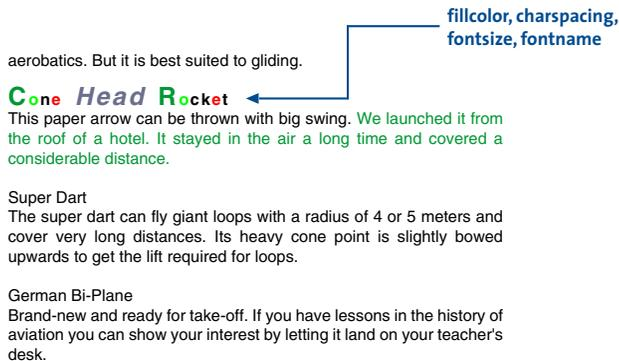 fillcolor, charspacing,
fontsize, fontname
aerobatics. But it is best suited to gliding.
Cone Head Rocket
This paper arrow can be thrown with big swing. We launched it from
the roof of a hotel. It stayed in the air a long time and covered a
considerable distance.
Super Dart
The super dart can fly giant loops with a radius of 4 or 5 meters and
cover very long distances. Its heavy cone point is slightly bowed
upwards to get the lift required for loops.
German Bi-Plane
Brand-new and ready for take-off. If you have lessons in the history of
aviation you can show your interest by letting it land on your teacher's
desk.